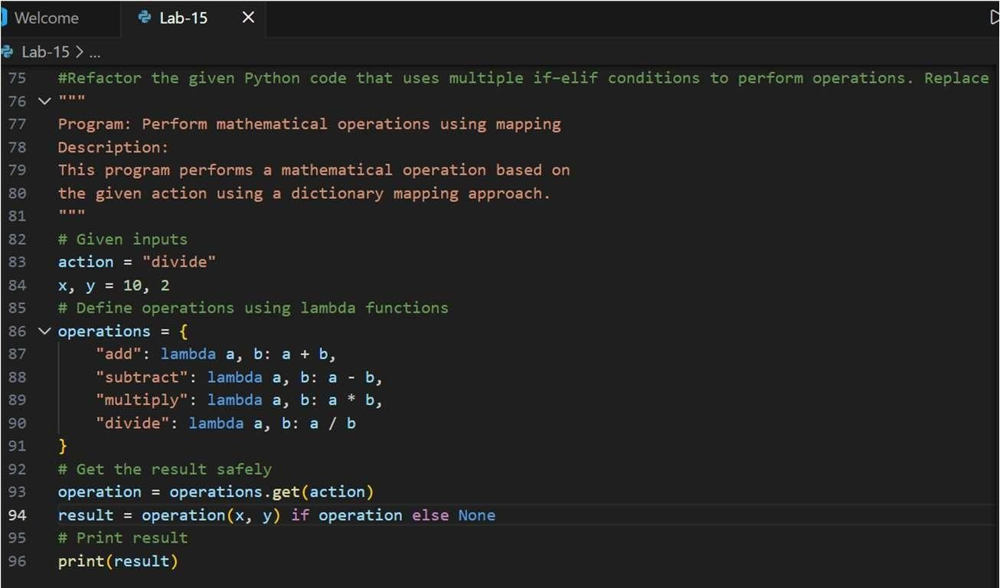 Welcome
Lab-15
Lab-15 > ...
75 #Refactor the given Python code that uses multiple if-elif conditions to perform operations. Replace
76 """
77 Program: Perform mathematical operations using mapping
78 Description:
79 This program performs a mathematical operation based on
80 the given action using a dictionary mapping approach.
81 """
82 # Given inputs
83 action = "divide"
84 x, y = 10, 2
85 # Define operations using lambda functions
86 operations = {
87     "add": lambda a, b: a + b,
88     "subtract": lambda a, b: a - b,
89     "multiply": lambda a, b: a * b,
90     "divide": lambda a, b: a / b
91 }
92 # Get the result safely
93 operation = operations.get(action)
94 result = operation(x, y) if operation else None
95 # Print result
96 print(result)